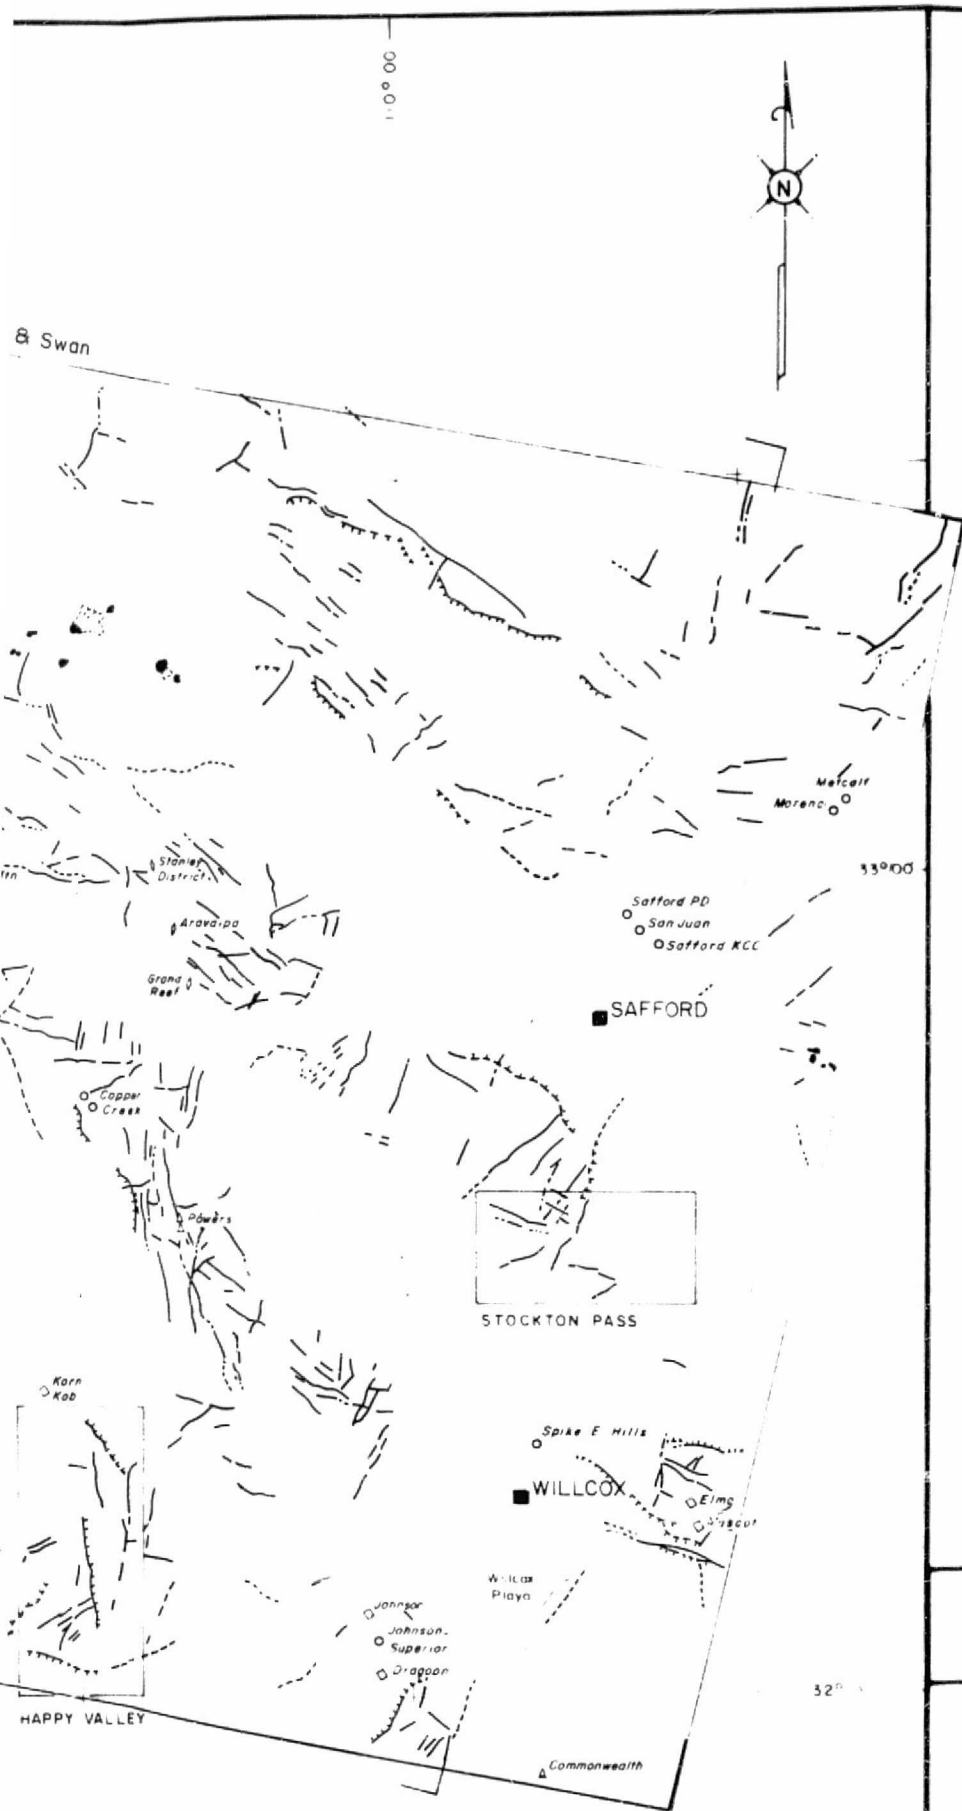 110°00
N
& Swan
Metcalf
Morenci
Stanley
District
33°00
Safford PD
San Juan
Safford KCC
Aravaipa
Grand
Reef
SAFFORD
Copper
Creek
Powers
STOCKTON PASS
Korn
Kob
Spike E Hills
WILLCOX
Elma
Willcox
Playa
Johnson
Johnson-
Superior
Dragoon
32°
HAPPY VALLEY
Commonwealth